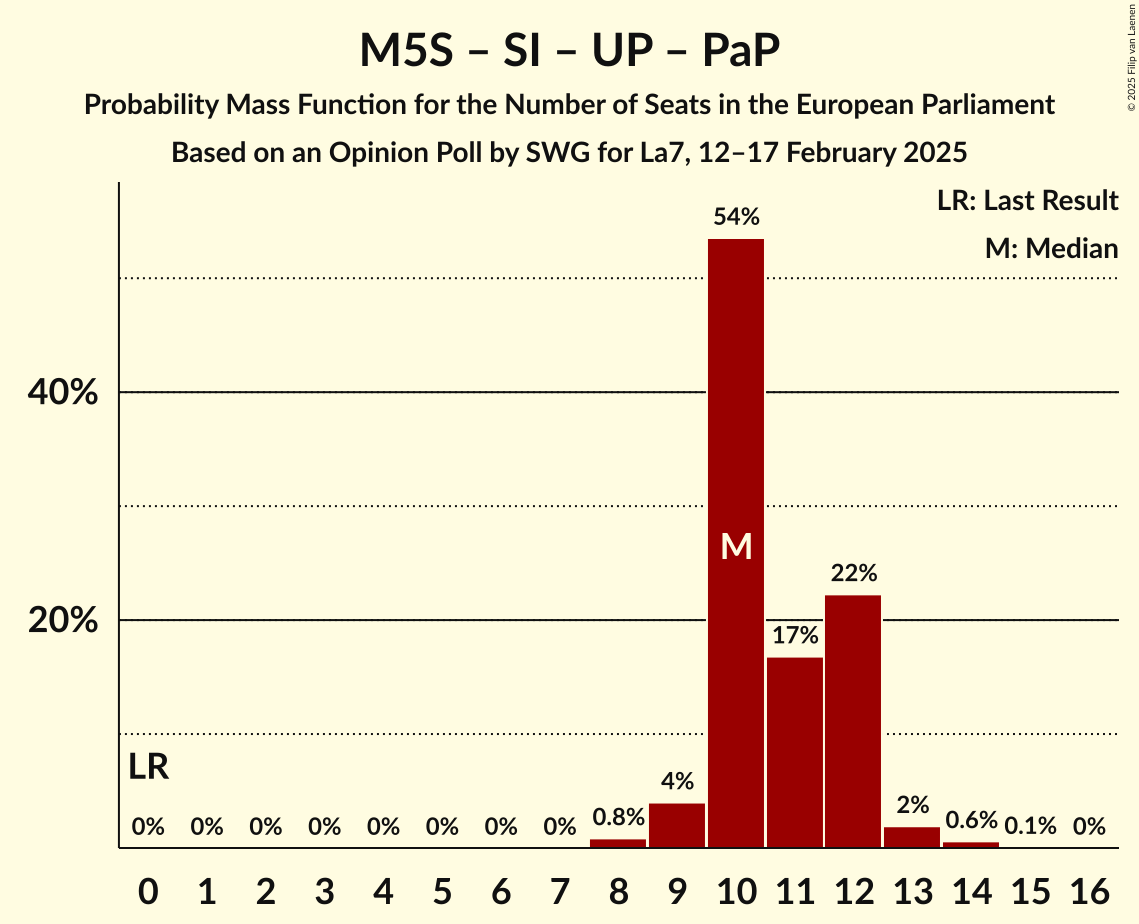 M5S – SI – UP – PaP
Probability Mass Function for the Number of Seats in the European Parliament
Based on an Opinion Poll by SWG for La7, 12–17 February 2025
© 2025 Filip van Laenen
LR: Last Result
M: Median
54%
40%
M
22%
20%
17%
LR
4%
0% 0% 0% 0% 0% 0% 0% 0% 0.8% 2% 0.6% 0.1% 0%
0 1 2 3 4 5 6 7 8 9 10 11 12 13 14 15 16